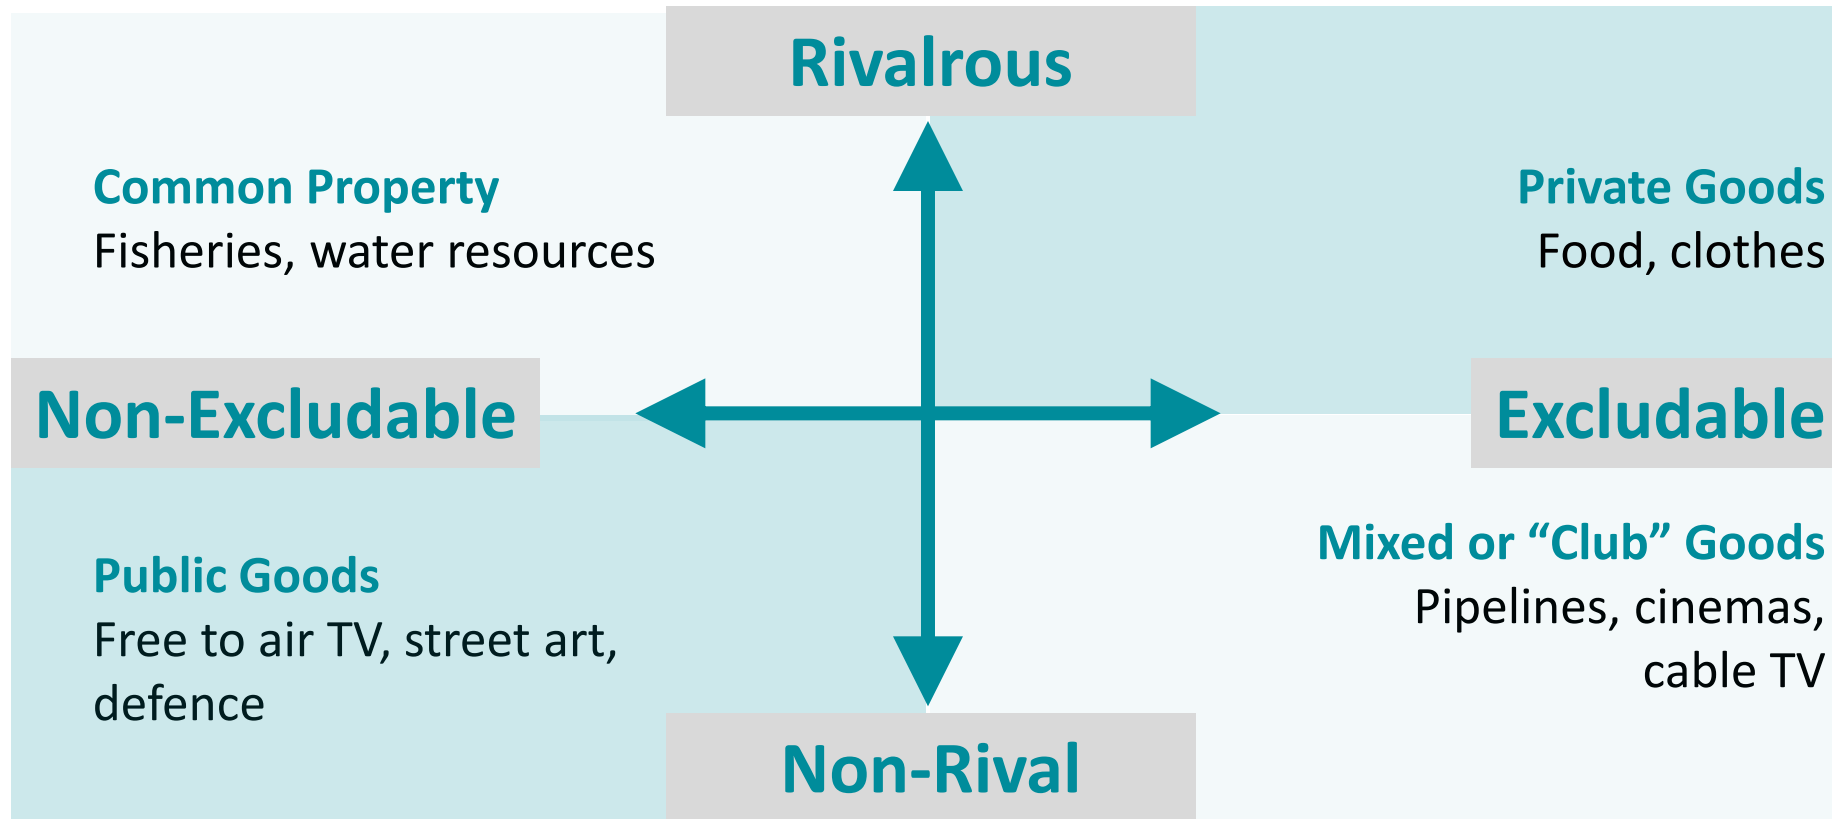 Rivalrous
Common Property
Fisheries, water resources
Private Goods
Food, clothes
Non-Excludable
Excludable
Public Goods
Free to air TV, street art,
defence
Mixed or “Club” Goods
Pipelines, cinemas,
cable TV
Non-Rival